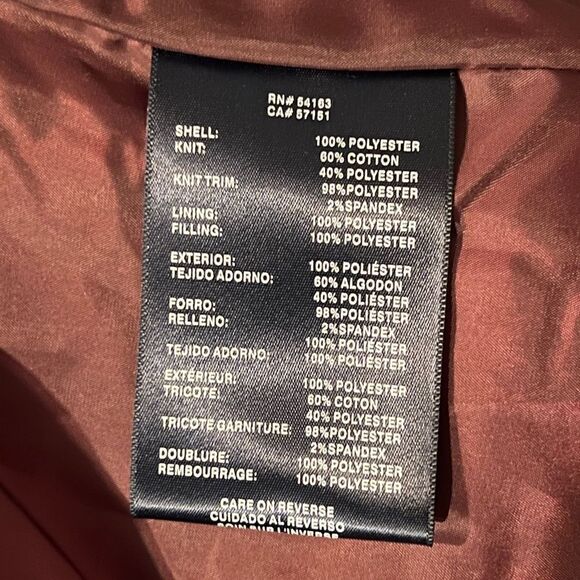 RN# 54163
CA# 57151
SHELL: 100% POLYESTER
KNIT: 60% COTTON
40% POLYESTER
KNIT TRIM: 98%POLYESTER
2%SPANDEX
LINING: 100% POLYESTER
FILLING: 100% POLYESTER
EXTERIOR: 100% POLIÉSTER
TEJIDO ADORNO: 60% ALGODON
40% POLIÉSTER
FORRO: 98%POLIÉSTER
RELLENO: 2%SPANDEX
100% POLIÉSTER
TEJIDO ADORNO: 100% POLIÉSTER
EXTÉRIEUR: 100% POLYESTER
TRICOTÉ: 60% COTON
40% POLYESTER
TRICOTE GARNITURE: 98%POLYESTER
2%SPANDEX
DOUBLURE: 100% POLYESTER
REMBOURRAGE: 100% POLYESTER
CARE ON REVERSE
CUIDADO AL REVERSO
SOIN SUR L'INVERSE